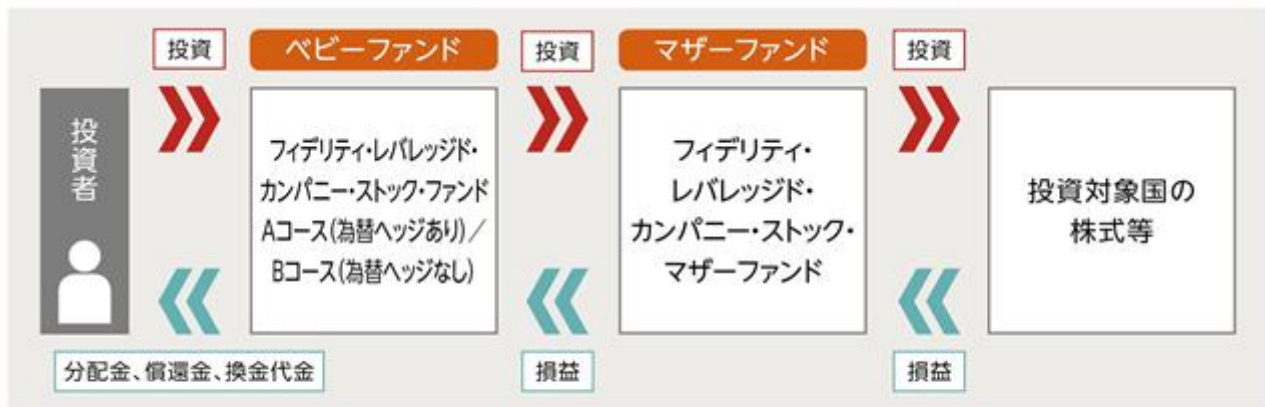 投資
ベビーファンド
投資
マザーファンド
投資
投資者
フィデリティ・レバレッジド・
カンパニー・ストック・ファンド
Aコース(為替ヘッジあり)/
Bコース(為替ヘッジなし)
フィデリティ・
レバレッジド・
カンパニー・ストック・
マザーファンド
投資対象国の
株式等
分配金、償還金、換金代金
損益
損益